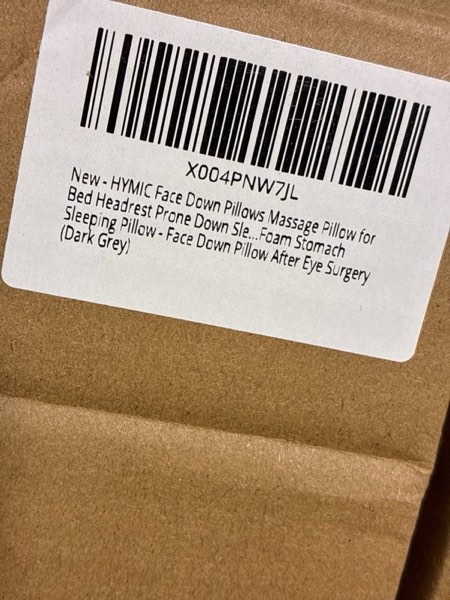 X004PNW7JL
New - HYMIC Face Down Pillows Massage Pillow for
Bed Headrest Prone Down Sle...Foam Stomach
Sleeping Pillow - Face Down Pillow After Eye Surgery
(Dark Grey)